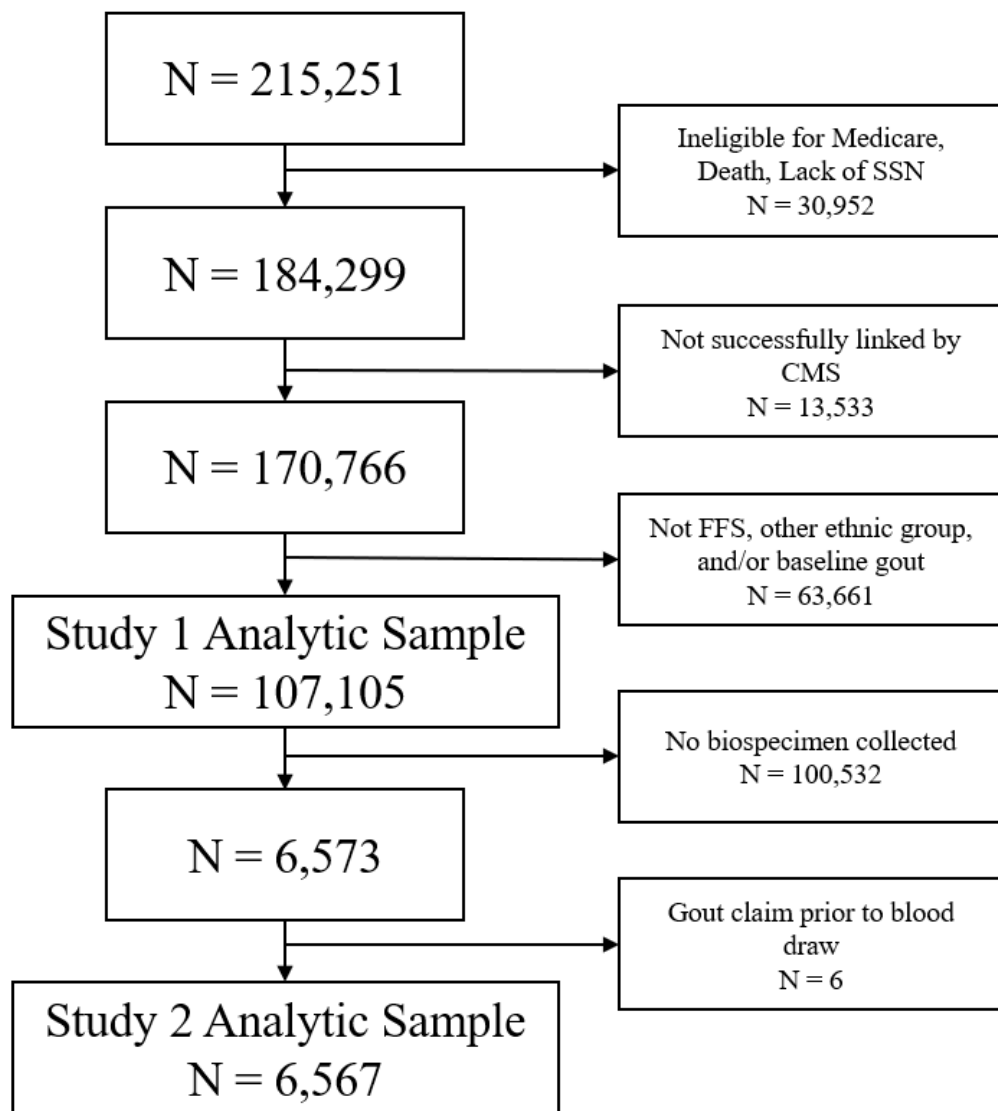 N = 215,251
Ineligible for Medicare,
Death, Lack of SSN
N = 30,952
N = 184,299
Not successfully linked by
CMS
N = 13,533
N = 170,766
Not FFS, other ethnic group,
and/or baseline gout
N = 63,661
Study 1 Analytic Sample
N = 107,105
No biospecimen collected
N = 100,532
N = 6,573
Gout claim prior to blood
draw
N = 6
Study 2 Analytic Sample
N = 6,567